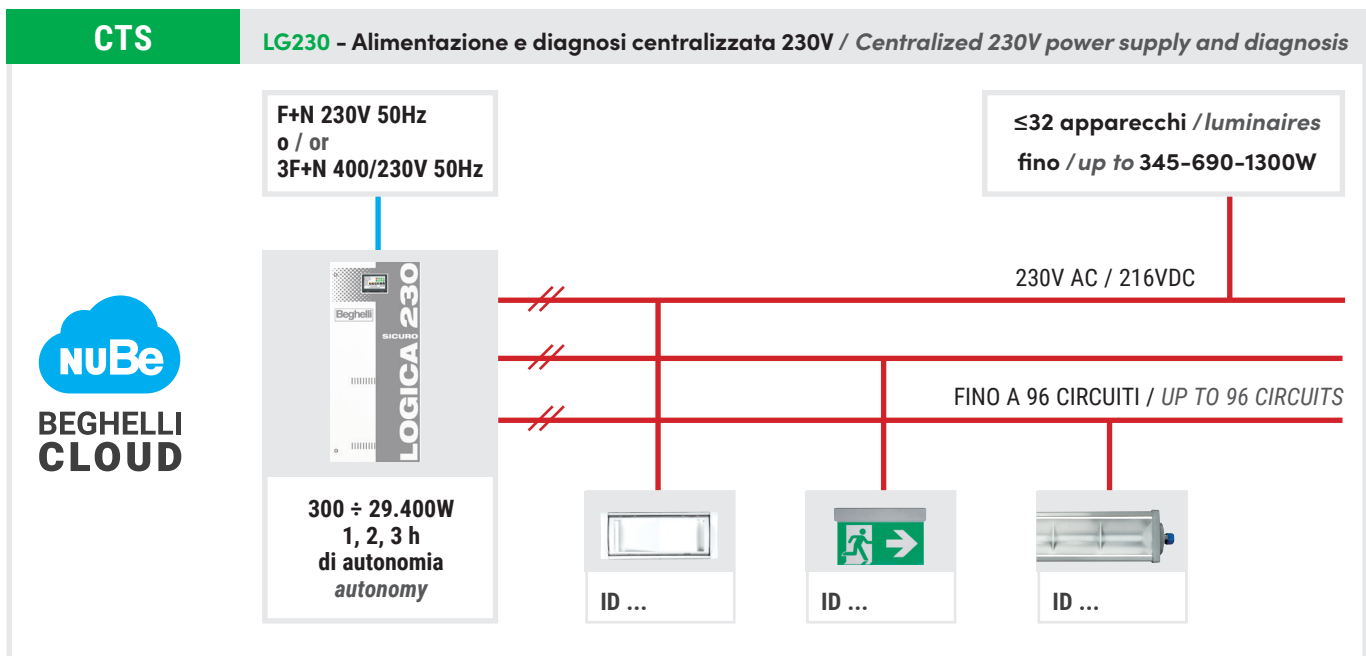 CTS
LG230 - Alimentazione e diagnosi centralizzata 230V / Centralized 230V power supply and diagnosis
F+N 230V 50Hz
o / or
3F+N 400/230V 50Hz
≤32 apparecchi / luminaires
fino / up to 345-690-1300W
230V AC / 216VDC
Beghelli
SICURO
LOGICA 230
NUBe
BEGHELLI
CLOUD
FINO A 96 CIRCUITI / UP TO 96 CIRCUITS
300 ÷ 29.400W
1, 2, 3 h
di autonomia
autonomy
ID ...
ID ...
ID ...